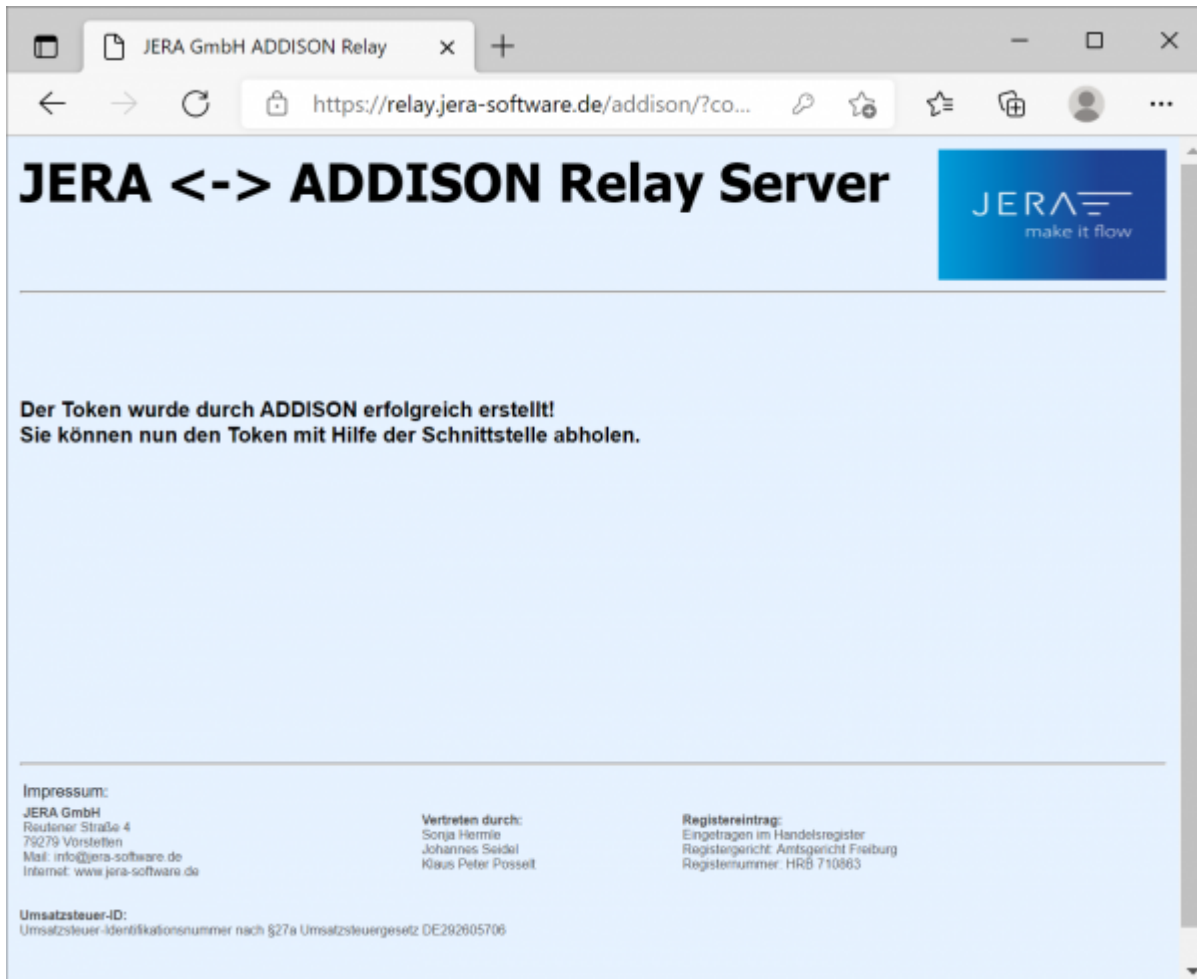 JERA GmbH ADDISON Relay
https://relay.jera-software.de/addison/?co...
JERA <-> ADDISON Relay Server
JERA
make it flow
Der Token wurde durch ADDISON erfolgreich erstellt!
Sie können nun den Token mit Hilfe der Schnittstelle abholen.
Impressum:
JERA GmbH
Reutener Straße 4
79279 Vörstetten
Mail: info@jera-software.de
Internet: www.jera-software.de
Vertreten durch:
Sonja Hermle
Johannes Seidel
Klaus Peter Posselt
Registereintrag:
Eingetragen im Handelsregister
Registergericht: Amtsgericht Freiburg
Registernummer: HRB 710863
Umsatzsteuer-ID:
Umsatzsteuer-Identifikationsnummer nach §27a Umsatzsteuergesetz DE292605706